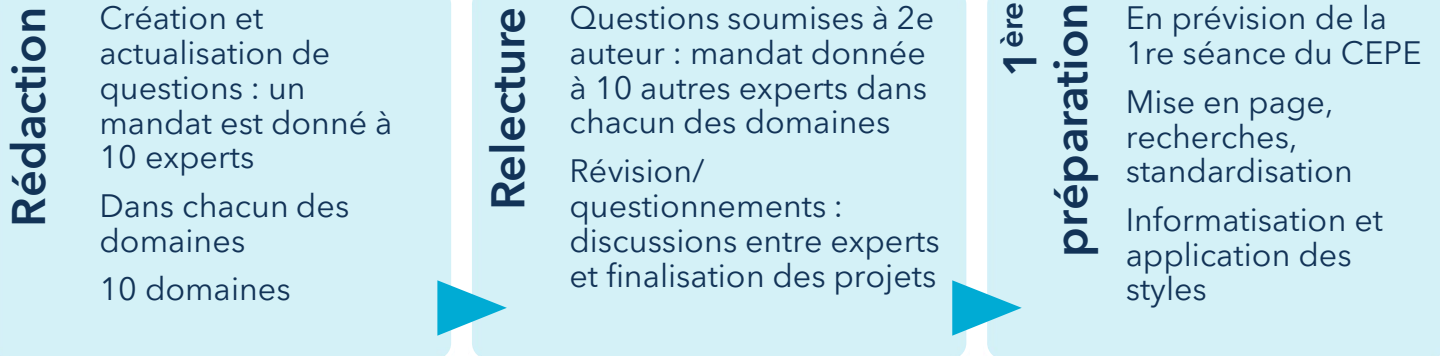 Rédaction
Création et
actualisation de
questions : un
mandat est donné à
10 experts
Dans chacun des
domaines
10 domaines
Relecture
Questions soumises à 2e
auteur : mandat donnée
à 10 autres experts dans
chacun des domaines
Révision/
questionnements :
discussions entre experts
et finalisation des projets
1ère
préparation
En prévision de la
1re séance du CEPE
Mise en page,
recherches,
standardisation
Informatisation et
application des
styles